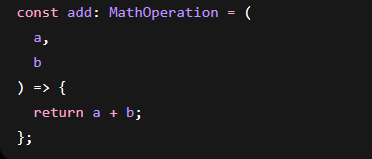 const add: MathOperation = (
  a,
  b
) => {
  return a + b;
};